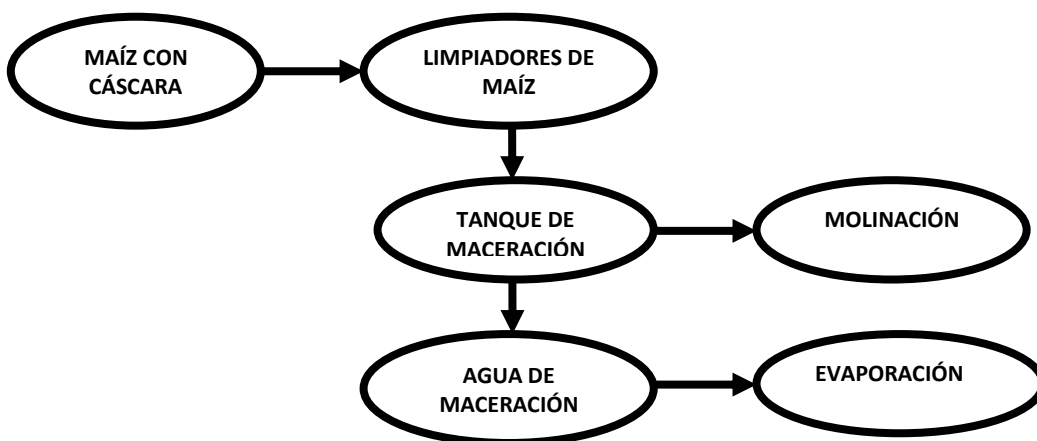 MAÍZ CON
CÁSCARA
LIMPIADORES DE
MAÍZ
TANQUE DE
MACERACIÓN
MOLINACIÓN
AGUA DE
MACERACIÓN
EVAPORACIÓN